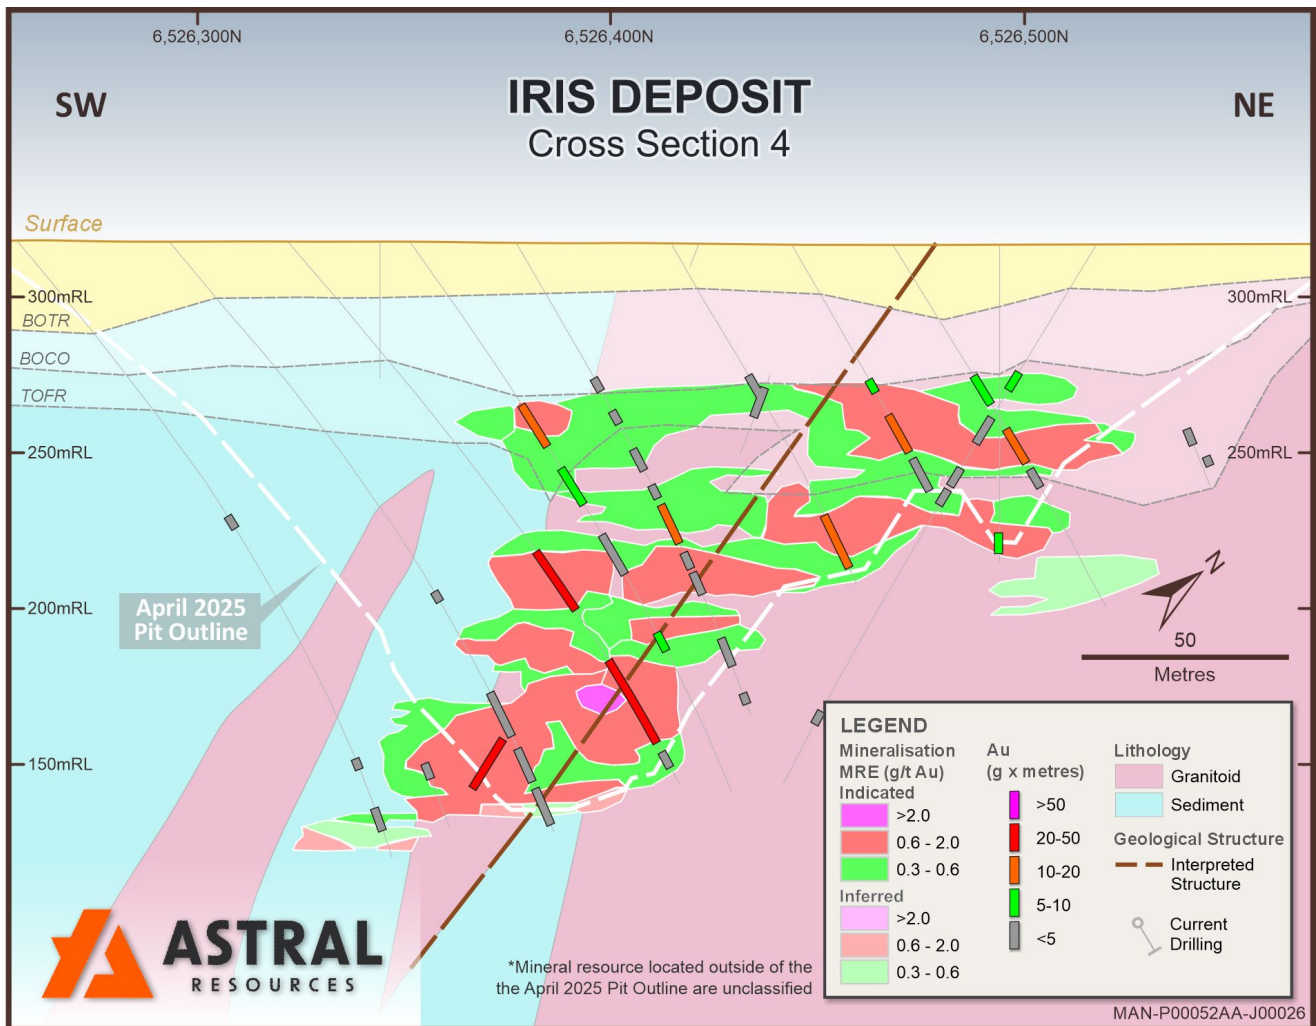 6,526,300N
6,526,400N
6,526,500N
SW
IRIS DEPOSIT
NE
Cross Section 4
Surface
300mRL
300mRL
BOTR
BOCO
TOFR
250mRL
250mRL
200mRL
April 2025
Pit Outline
N
50
Metres
150mRL
LEGEND
Mineralisation
MRE (g/t Au)
Indicated
>2.0
0.6 - 2.0
0.3 - 0.6
Inferred
>2.0
0.6 - 2.0
0.3 - 0.6
Au
(g x metres)
>50
20-50
10-20
5-10
<5
Lithology
Granitoid
Sediment
Geological Structure
Interpreted
Structure
Current
Drilling
ASTRAL
RESOURCES
*Mineral resource located outside of the
the April 2025 Pit Outline are unclassified
MAN-P00052AA-J00026